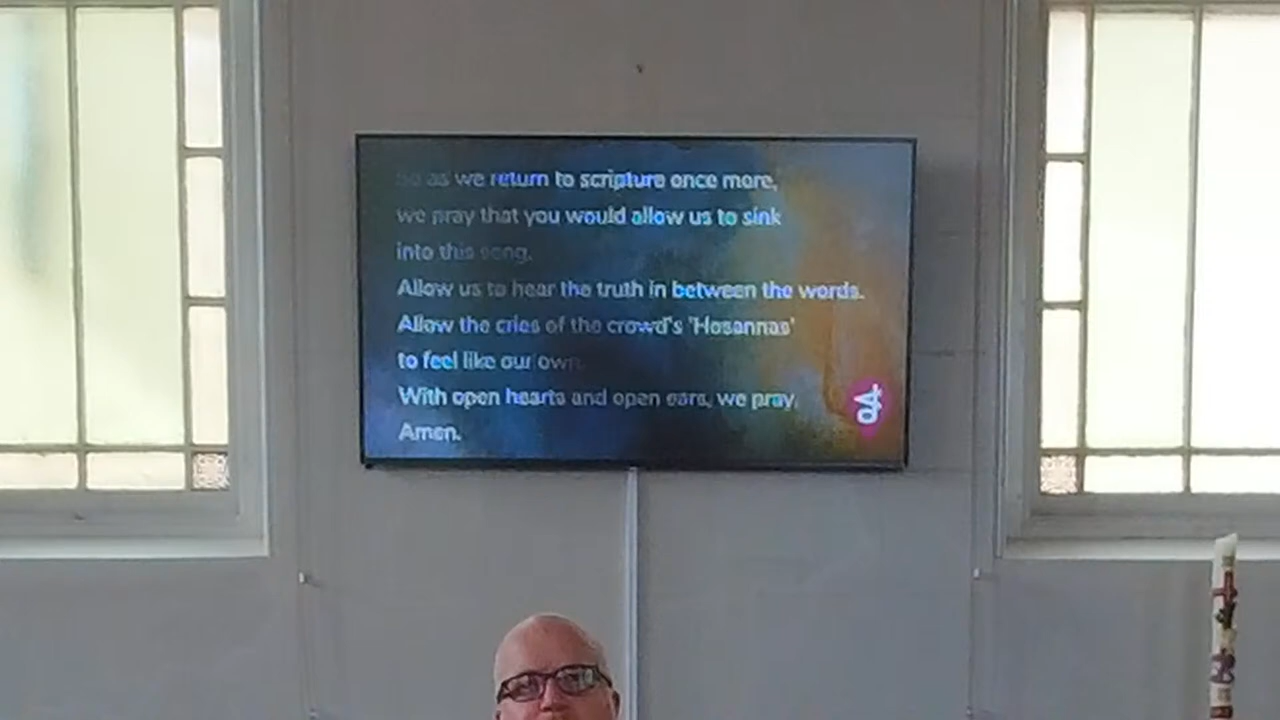 So as we return to scripture once more,
we pray that you would allow us to sink
into this song.
Allow us to hear the truth in between the words.
Allow the cries of the crowd's 'Hosannas'
to feel like our own.
With open hearts and open ears, we pray,
Amen.